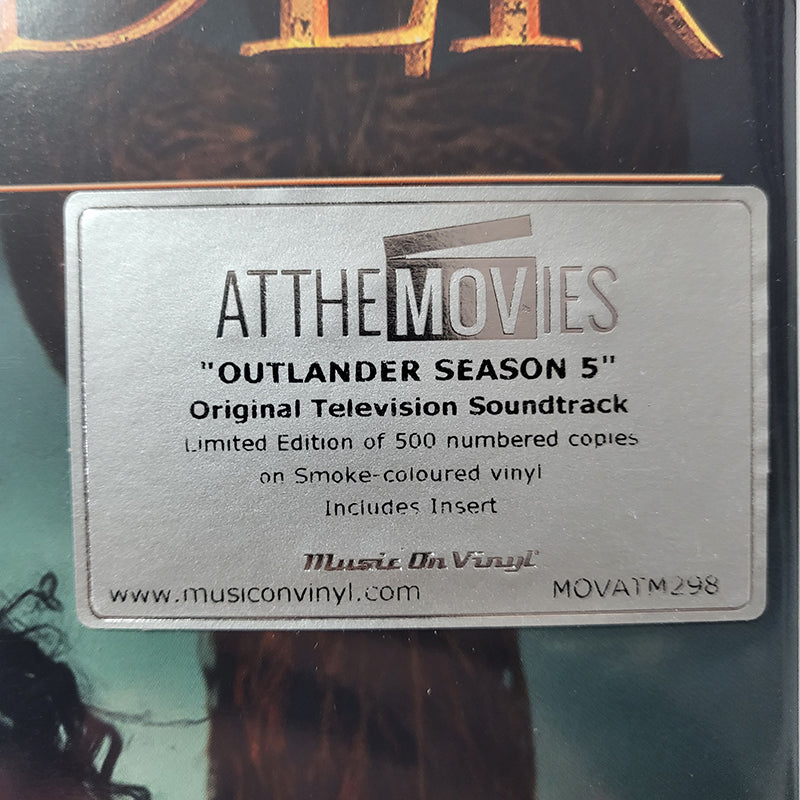 DER
ATTHEMOVIES
"OUTLANDER SEASON 5"
Original Television Soundtrack
Limited Edition of 500 numbered copies
on Smoke-coloured vinyl
Includes Insert
Music On Vinyl
www.musiconvinyl.com MOVATM298